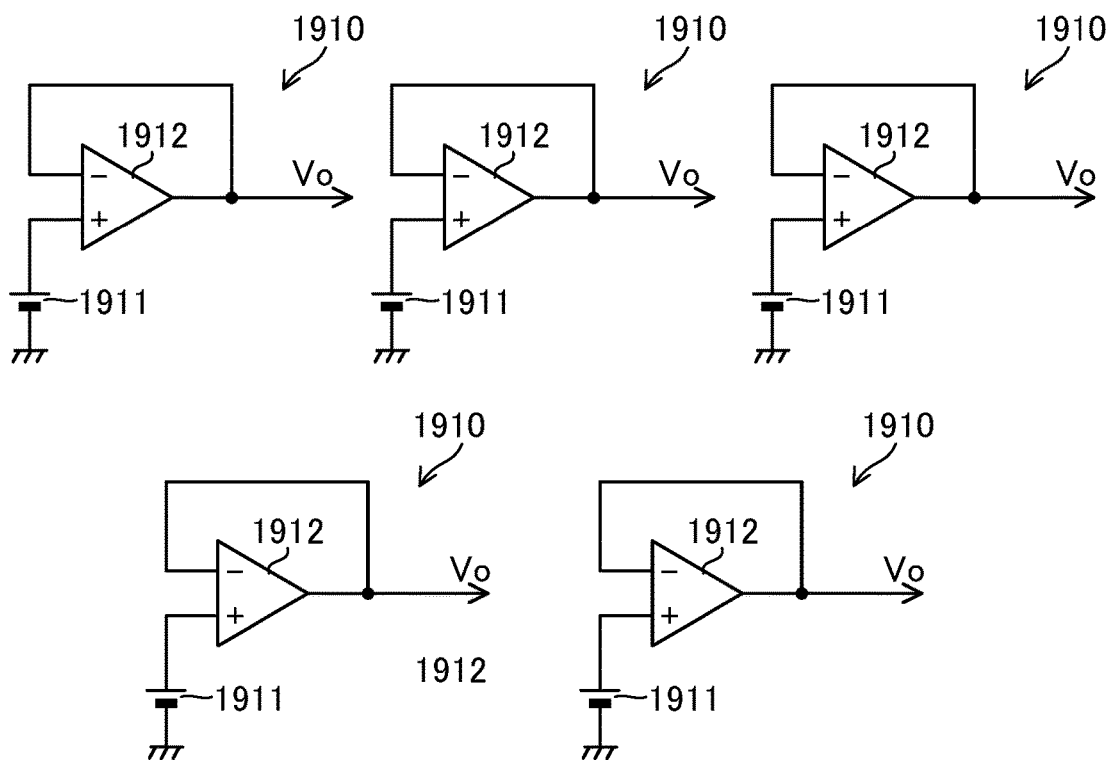 1910 1910 1910
1912 1912 1912
Vo Vo Vo
− − −
+ + +
1911 1911 1911
1910 1910
1912 1912
Vo Vo
− −
+ +
1912
1911 1911